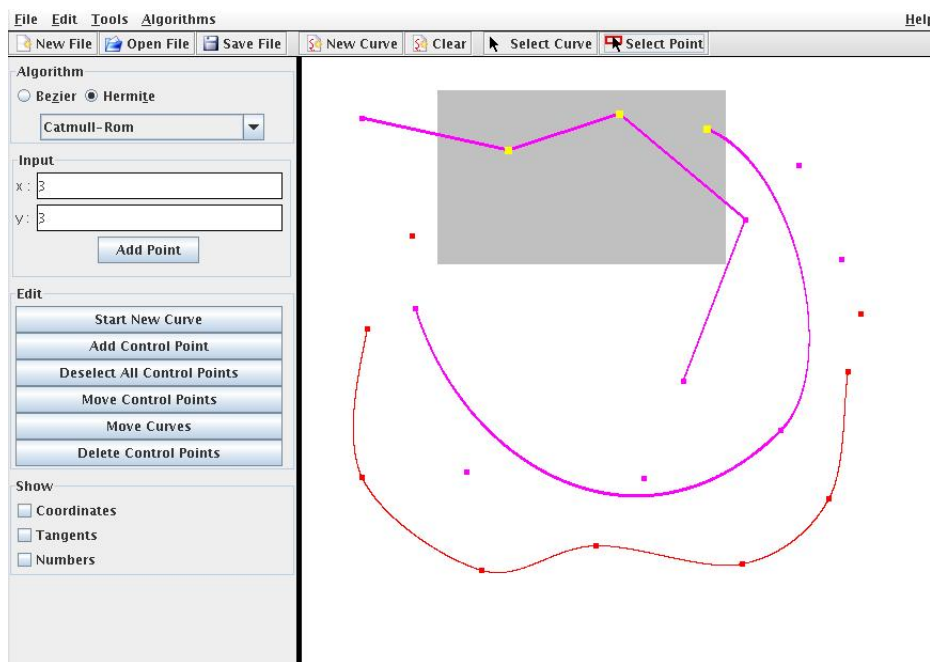 File Edit Tools Algorithms Help
New File Open File Save File New Curve Clear Select Curve Select Point
Algorithm
Bezier Hermite
Catmull-Rom
Input
x: 3
y: 3
Add Point
Edit
Start New Curve
Add Control Point
Deselect All Control Points
Move Control Points
Move Curves
Delete Control Points
Show
Coordinates
Tangents
Numbers